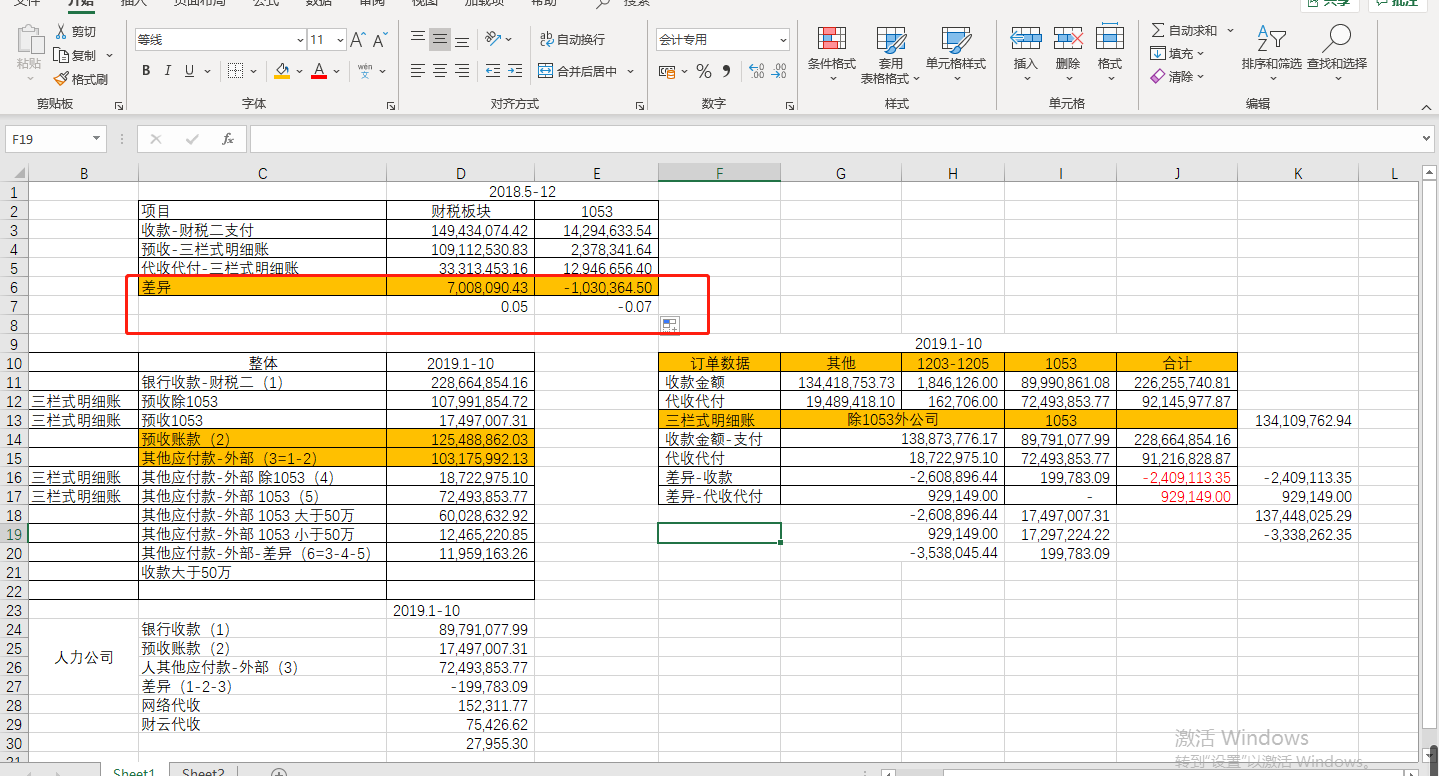 文件 开始 插入 页面布局 公式 数据 审阅 视图 加载项 帮助 搜索 共享 批注
粘贴 剪切 复制 格式刷 剪贴板
等线 11 B I U A wén 文 字体
自动换行 合并后居中 对齐方式
会计专用 % 数字
条件格式 套用 表格格式 单元格样式 样式
插入 删除 格式 单元格
自动求和 填充 清除 排序和筛选 查找和选择 编辑
F19 fx
B C D E F G H I J K L
1 2018.5-12
2 项目 财税板块 1053
3 收款-财税二支付 149,434,074.42 14,294,633.54
4 预收-三栏式明细账 109,112,530.83 2,378,341.64
5 代收代付-三栏式明细账 33,313,453.16 12,946,656.40
6 差异 7,008,090.43 -1,030,364.50
7 0.05 -0.07
8
9 2019.1-10
10 整体 2019.1-10 订单数据 其他 1203-1205 1053 合计
11 银行收款-财税二（1） 228,664,854.16 收款金额 134,418,753.73 1,846,126.00 89,990,861.08 226,255,740.81
12 三栏式明细账 预收除1053 107,991,854.72 代收代付 19,489,418.10 162,706.00 72,493,853.77 92,145,977.87
13 三栏式明细账 预收1053 17,497,007.31 三栏式明细账 除1053外公司 1053 134,109,762.94
14 预收账款（2） 125,488,862.03 收款金额-支付 138,873,776.17 89,791,077.99 228,664,854.16
15 其他应付款-外部（3=1-2） 103,175,992.13 代收代付 18,722,975.10 72,493,853.77 91,216,828.87
16 三栏式明细账 其他应付款-外部 除1053（4） 18,722,975.10 差异-收款 -2,608,896.44 199,783.09 -2,409,113.35 -2,409,113.35
17 三栏式明细账 其他应付款-外部 1053（5） 72,493,853.77 差异-代收代付 929,149.00 - 929,149.00 929,149.00
18 其他应付款-外部 1053 大于50万 60,028,632.92 -2,608,896.44 17,497,007.31 137,448,025.29
19 其他应付款-外部 1053 小于50万 12,465,220.85 929,149.00 17,297,224.22 -3,338,262.35
20 其他应付款-外部-差异（6=3-4-5） 11,959,163.26 -3,538,045.44 199,783.09
21 收款大于50万
22
23 2019.1-10
24 银行收款（1） 89,791,077.99
25 预收账款（2） 17,497,007.31
人力公司
26 人其他应付款-外部（3） 72,493,853.77
27 差异（1-2-3） -199,783.09
28 网络代收 152,311.77
29 财云代收 75,426.62
30 27,955.30
31
激活 Windows
转到"设置"以激活 Windows。
Sheet1 Sheet2